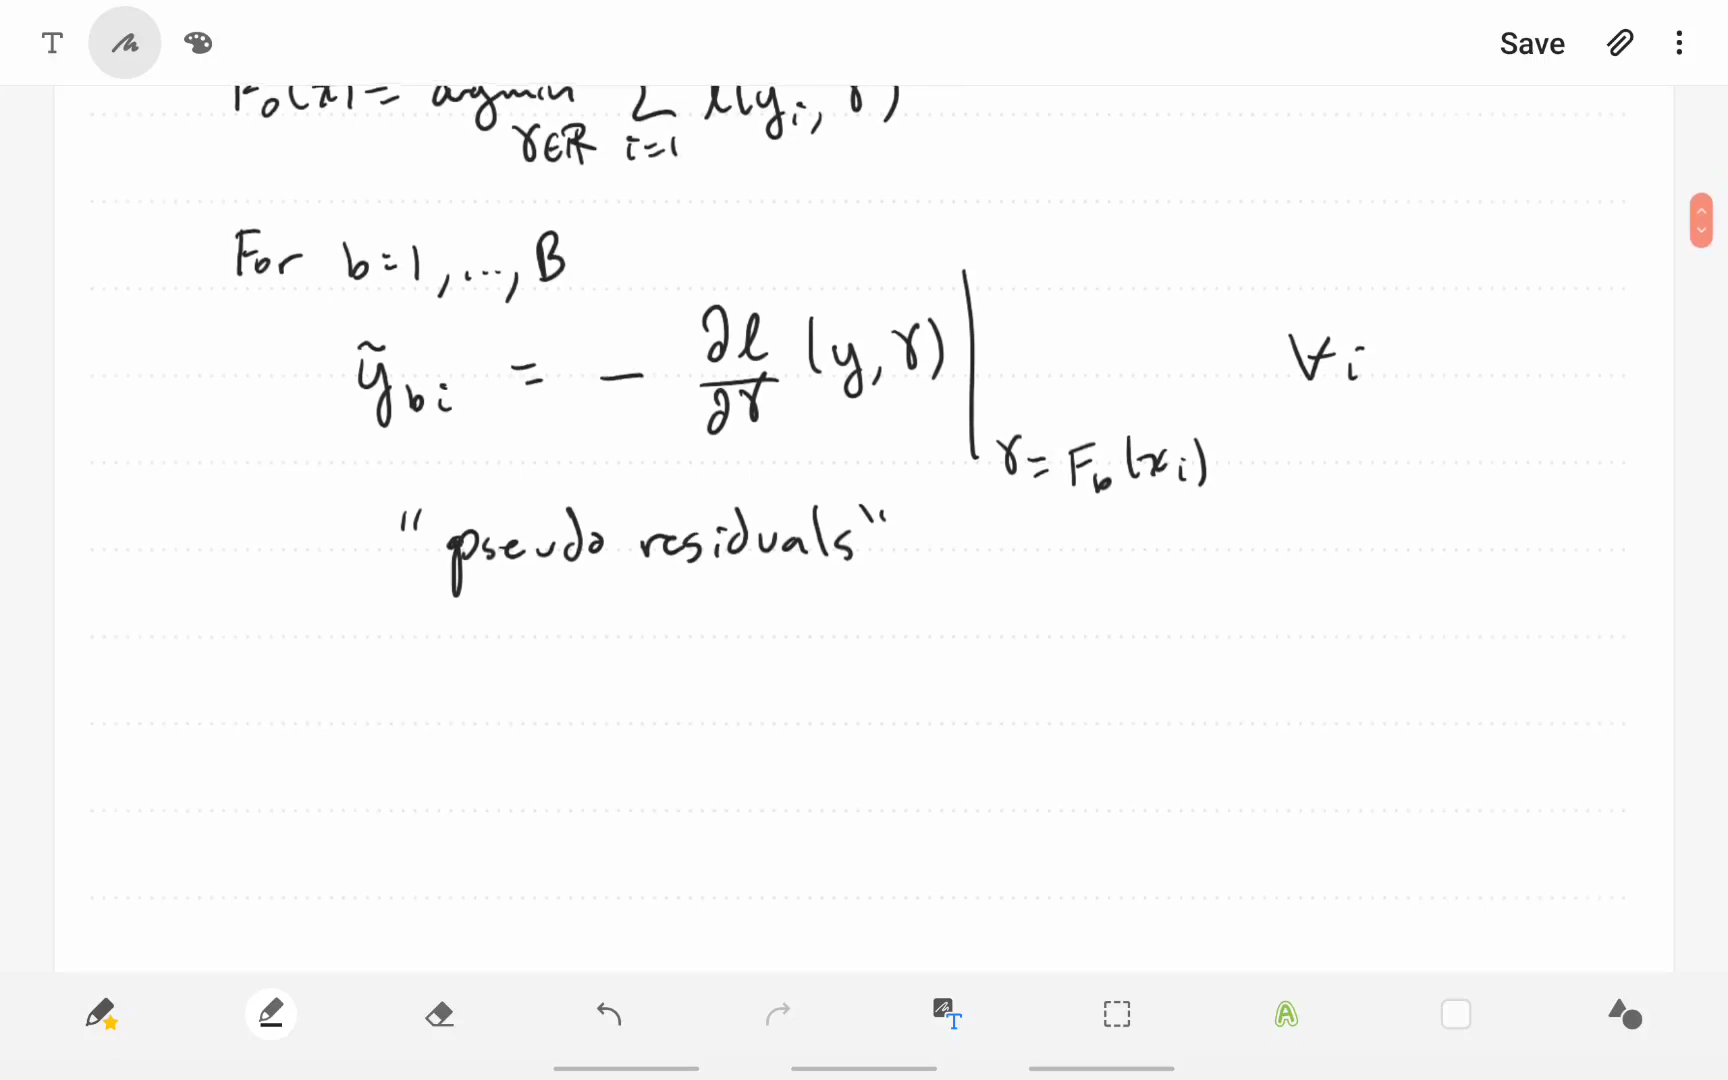 Save
F₀(x) = argmin Σ l(yᵢ, γ)
γ∈ℝ i=1
For b=1,...,B
ỹ_bi = - ∂l/∂γ (y,γ) | γ=F_b(xᵢ) ∀i
"pseudo residuals"